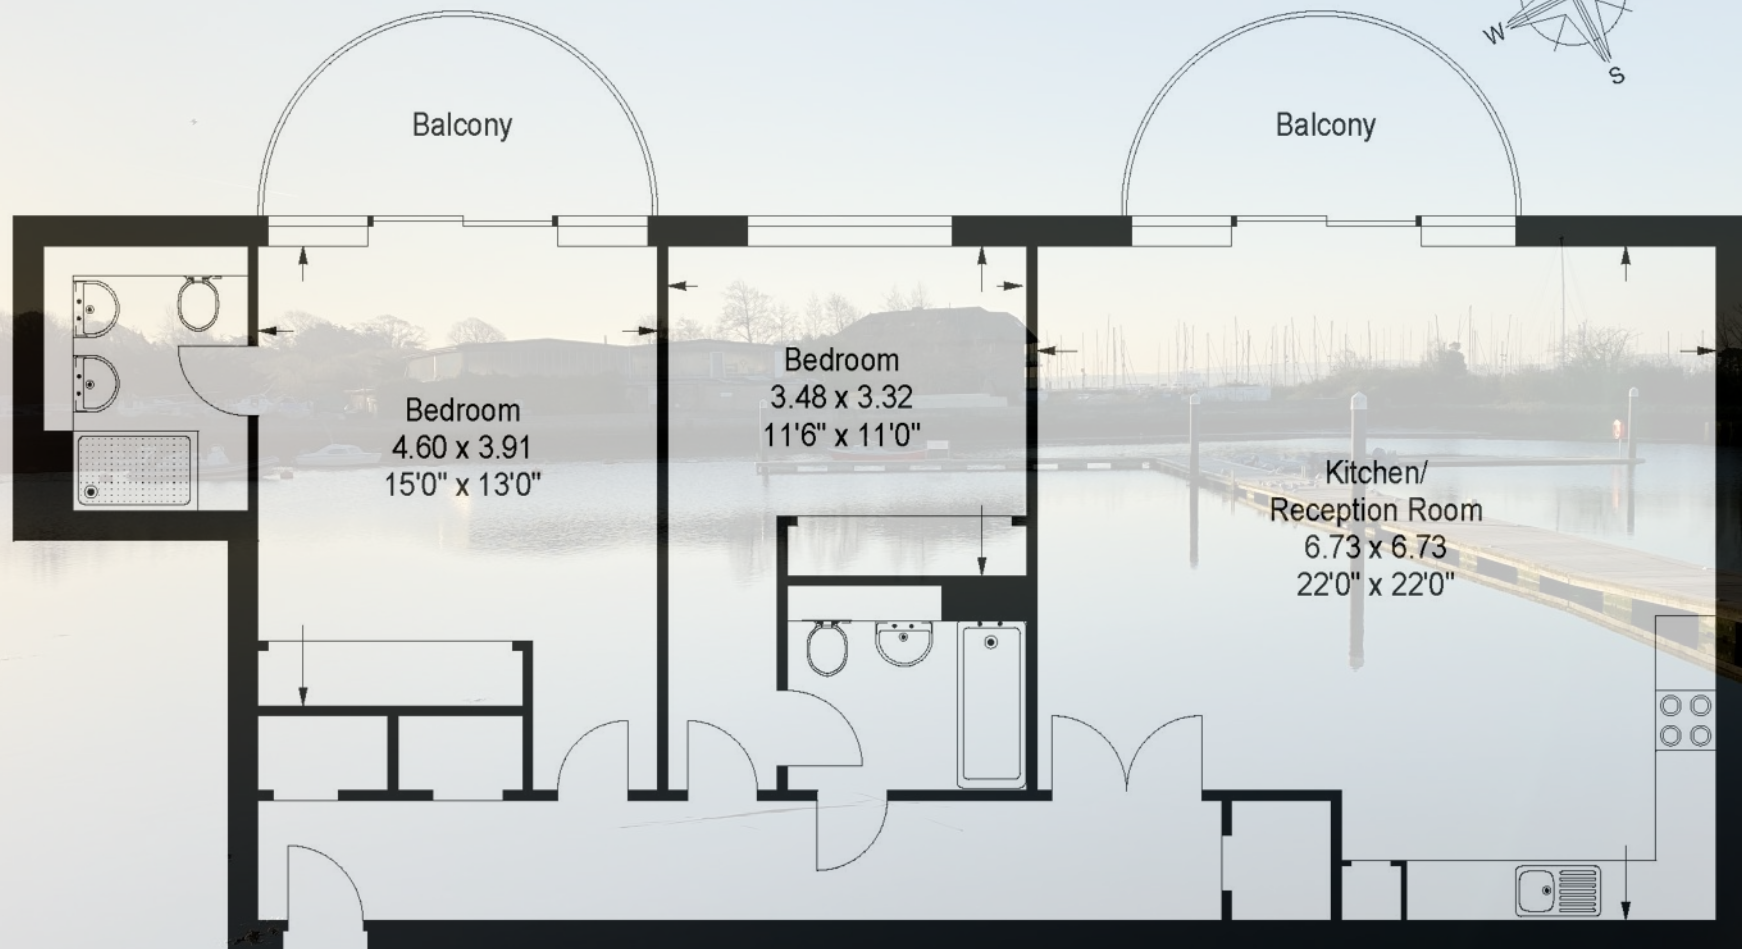 W
S
Balcony
Balcony
Bedroom
4.60 x 3.91
15'0" x 13'0"
Bedroom
3.48 x 3.32
11'6" x 11'0"
Kitchen/
Reception Room
6.73 x 6.73
22'0" x 22'0"